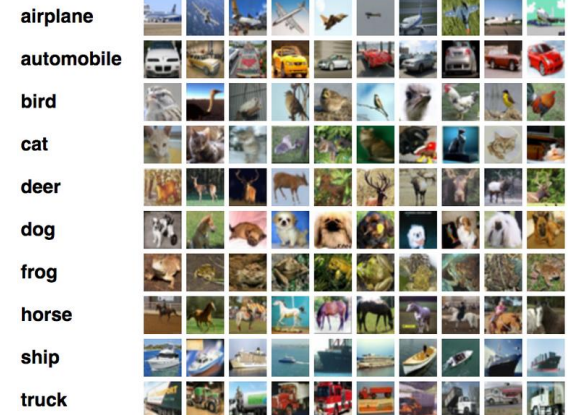 airplane
automobile
bird
cat
deer
dog
frog
horse
ship
truck